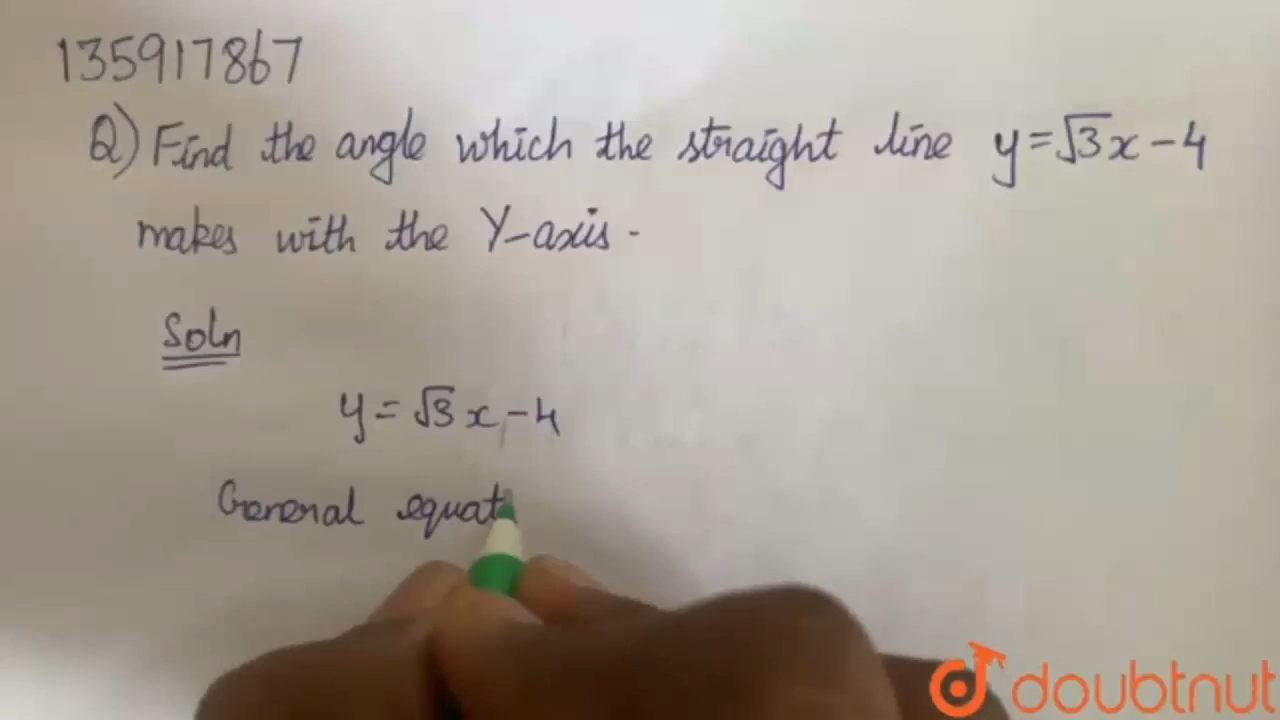 135917867
Q) Find the angle which the straight line y=√3x-4
makes with the Y-axis.
Soln
y=√3x-4
General equat
doubtnut